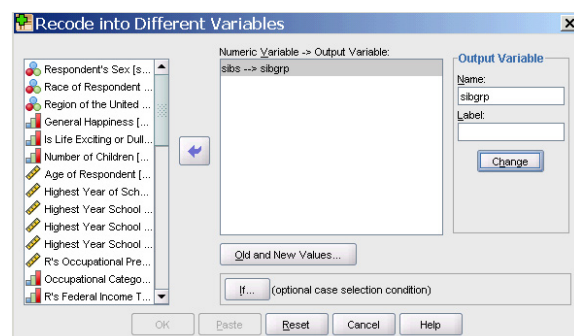 Recode into Different Variables
Respondent's Sex [s...
Race of Respondent ...
Region of the United ...
General Happiness [...
Is Life Exciting or Dull...
Number of Children [...
Age of Respondent [...
Highest Year of Sch...
Highest Year School ...
Highest Year School ...
Highest Year School ...
R's Occupational Pre...
Occupational Catego...
R's Federal Income T...
Numeric Variable -> Output Variable:
sibs --> sibgrp
Output Variable
Name:
sibgrp
Label:
Change
Old and New Values...
If... (optional case selection condition)
OK Paste Reset Cancel Help